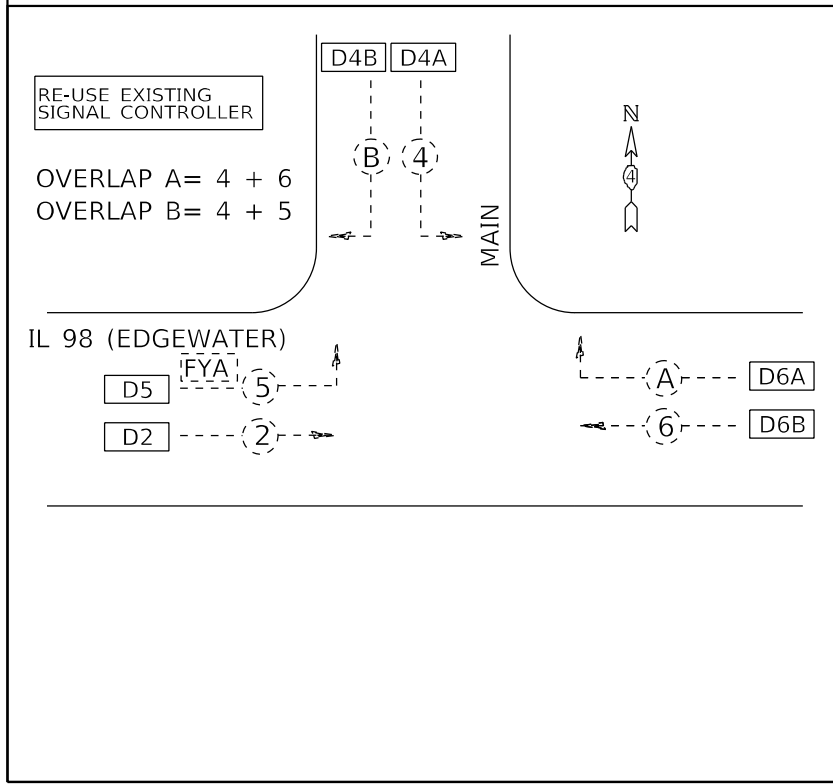 D4B D4A
RE-USE EXISTING
SIGNAL CONTROLLER
N
B 4
4
OVERLAP A= 4 + 6
OVERLAP B= 4 + 5
MAIN
IL 98 (EDGEWATER)
FYA
D5 5
A D6A
D2 2
6 D6B